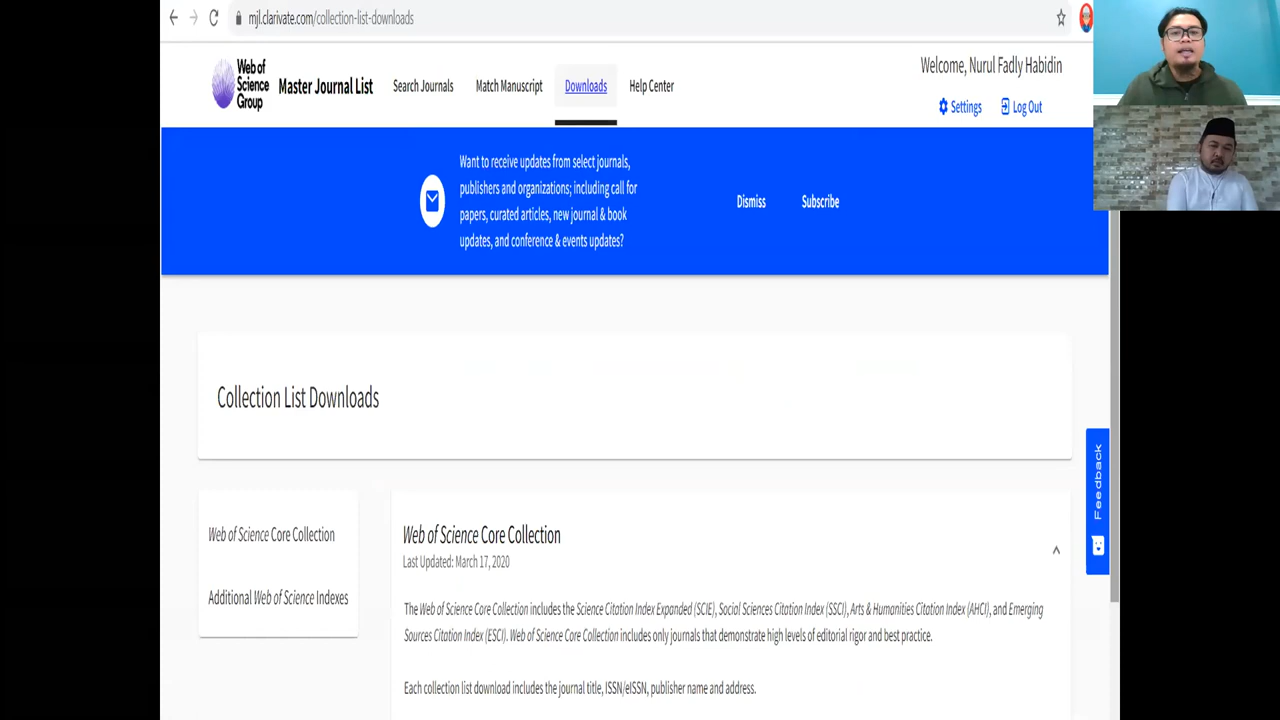 mjl.clarivate.com/collection-list-downloads
Web of
Science
Group
Master Journal List
Search Journals
Match Manuscript
Downloads
Help Center
Welcome, Nurul Fadly Habidin
Settings
Log Out
Want to receive updates from select journals,
publishers and organizations; including call for
papers, curated articles, new journal & book
updates, and conference & events updates?
Dismiss
Subscribe
Collection List Downloads
Feedback
Web of Science Core Collection
Additional Web of Science Indexes
Web of Science Core Collection
Last Updated: March 17, 2020
The Web of Science Core Collection includes the Science Citation Index Expanded (SCIE), Social Sciences Citation Index (SSCI), Arts & Humanities Citation Index (AHCI), and Emerging
Sources Citation Index (ESCI). Web of Science Core Collection includes only journals that demonstrate high levels of editorial rigor and best practice.
Each collection list download includes the journal title, ISSN/eISSN, publisher name and address.